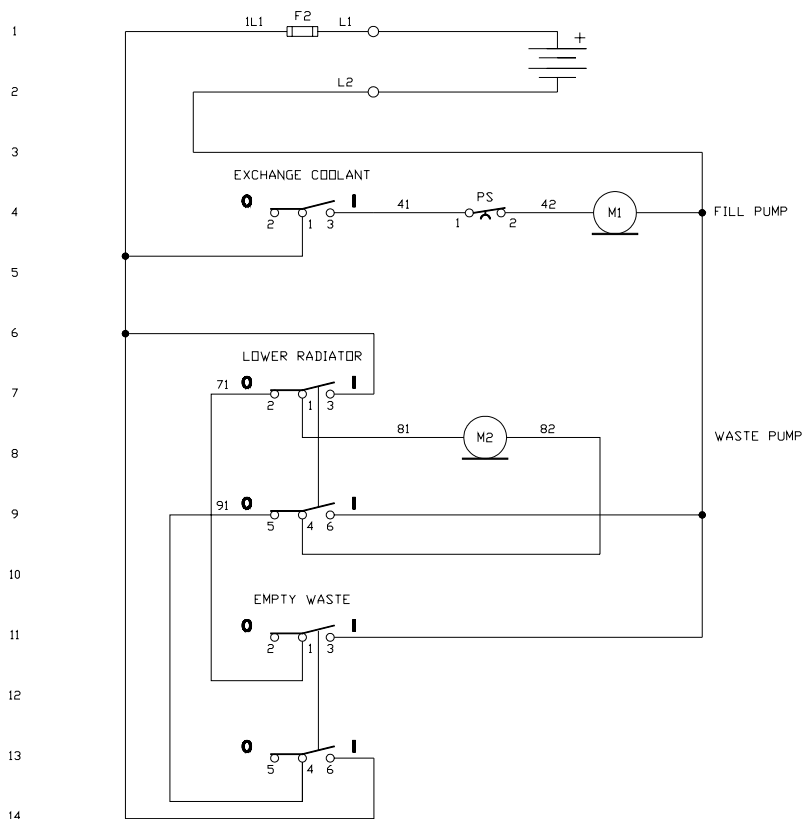 1
1L1 F2 L1 +
2 L2
3
EXCHANGE COOLANT
4 0 2 1 3 I 41 1 PS 2 42 M1 FILL PUMP
5
6
LOWER RADIATOR
7 71 0 2 1 3 I
81 M2 82 WASTE PUMP
8
9 91 0 5 4 6 I
10
EMPTY WASTE
11 0 2 1 3 I
12
13 0 5 4 6 I
14